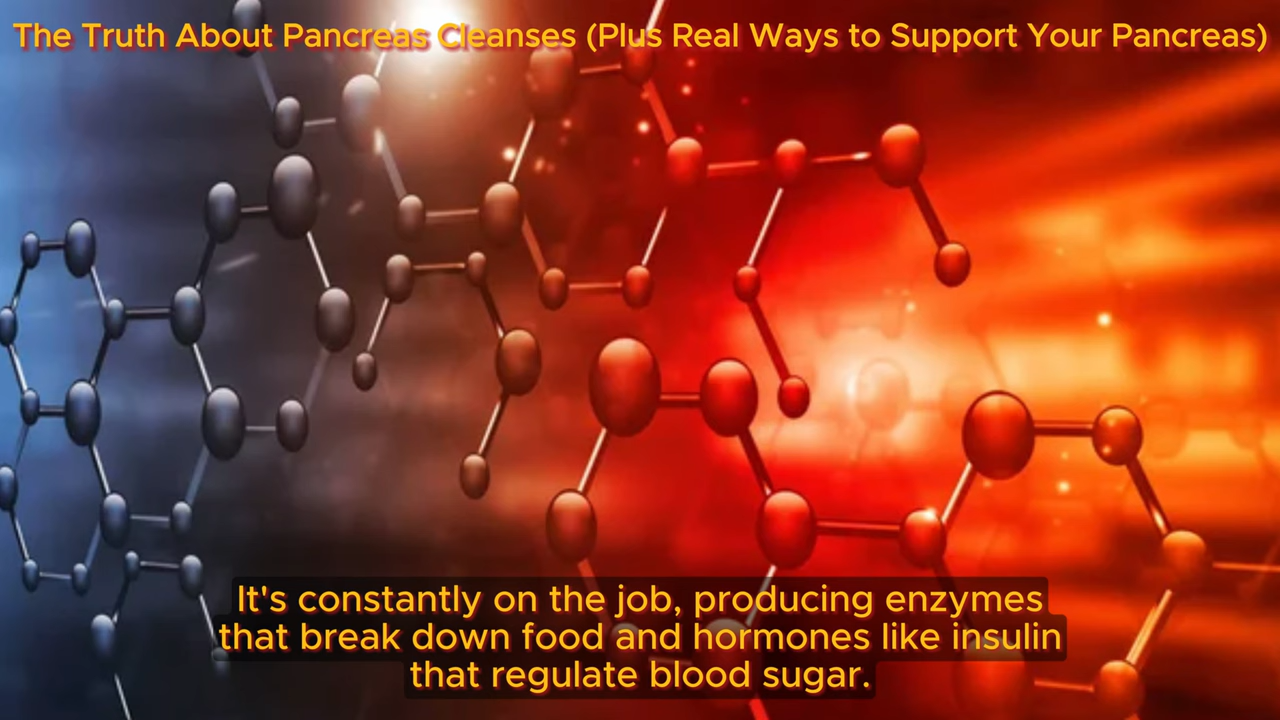 The Truth About Pancreas Cleanses (Plus Real Ways to Support Your Pancreas)
It's constantly on the job, producing enzymes
that break down food and hormones like insulin
that regulate blood sugar.